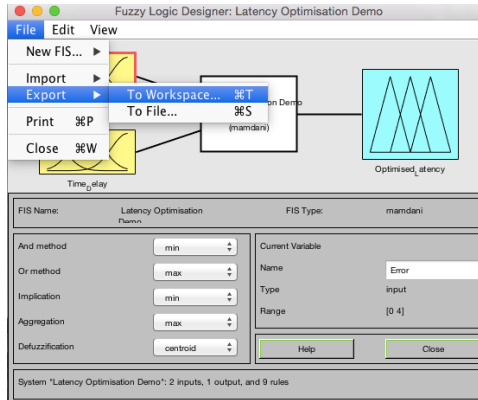 Fuzzy Logic Designer: Latency Optimisation Demo
File Edit View
New FIS... ▶
Import ▶
Export ▶
To Workspace... ⌘T
To File... ⌘S
Print ⌘P
Close ⌘W
on Demo
(mamdani)
Time_Delay
Optimised_Latency
FIS Name: Latency Optimisation Demo
FIS Type: mamdani
And method min
Or method max
Implication min
Aggregation max
Defuzzification centroid
Current Variable
Name Error
Type input
Range [0 4]
Help Close
System "Latency Optimisation Demo": 2 inputs, 1 output, and 9 rules